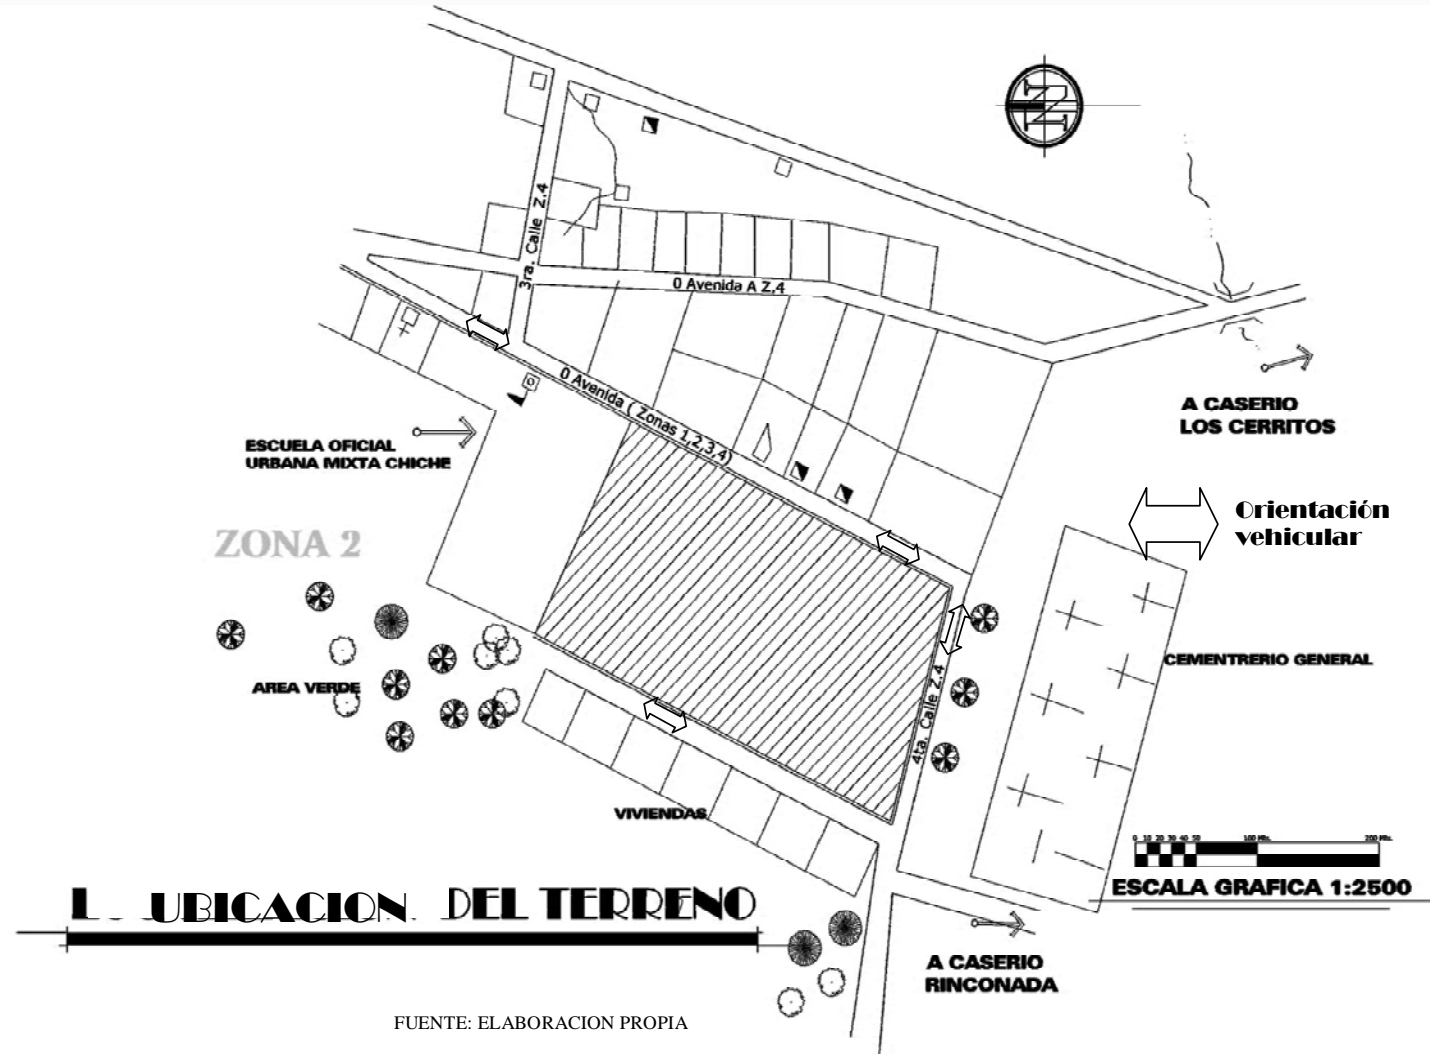 N
3ra. Calle Z.4
0 Avenida A Z.4
0 Avenida ( Zonas 1,2,3,4)
A CASERIO
LOS CERRITOS
ESCUELA OFICIAL
URBANA MIXTA CHICHE
Orientación
vehicular
ZONA 2
AREA VERDE
CEMENTRERIO GENERAL
4ta. Calle Z.4
VIVIENDAS
0 10 20 30 40 50 100 Mts. 200 Mts.
ESCALA GRAFICA 1:2500
L. UBICACION DEL TERRENO
A CASERIO
RINCONADA
FUENTE: ELABORACION PROPIA